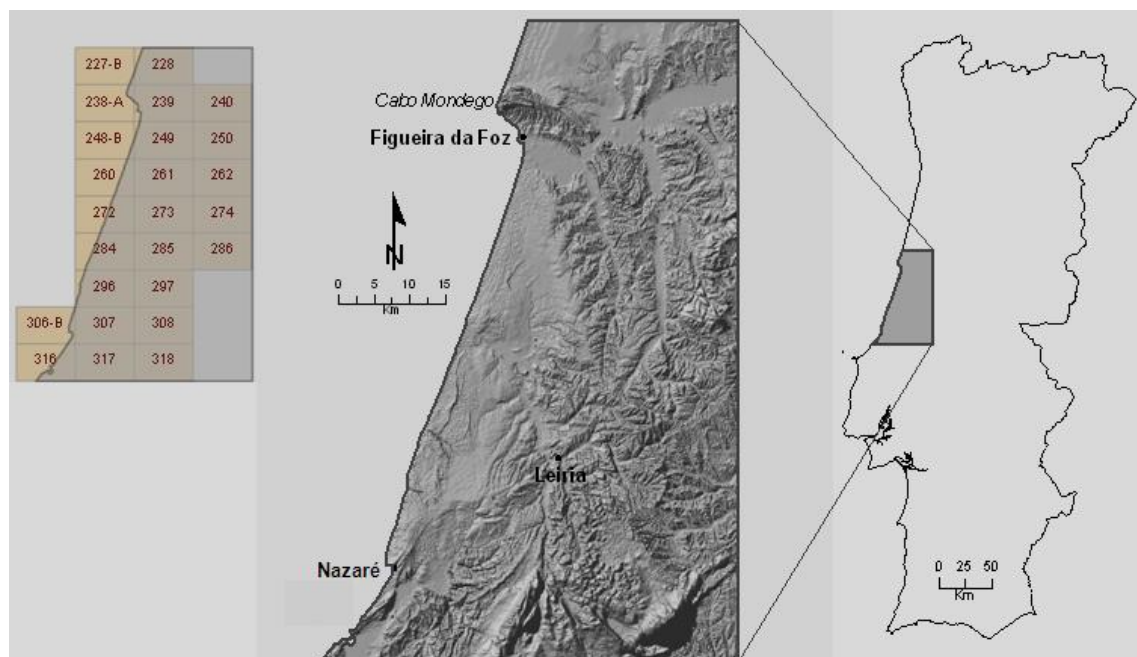 227-B 228
238-A 239 240
248-B 249 250
260 261 262
272 273 274
284 285 286
296 297
306-B 307 308
316 317 318
Cabo Mondego
Figueira da Foz
N
0 5 10 15
Km
Leiria
Nazaré
0 25 50
Km